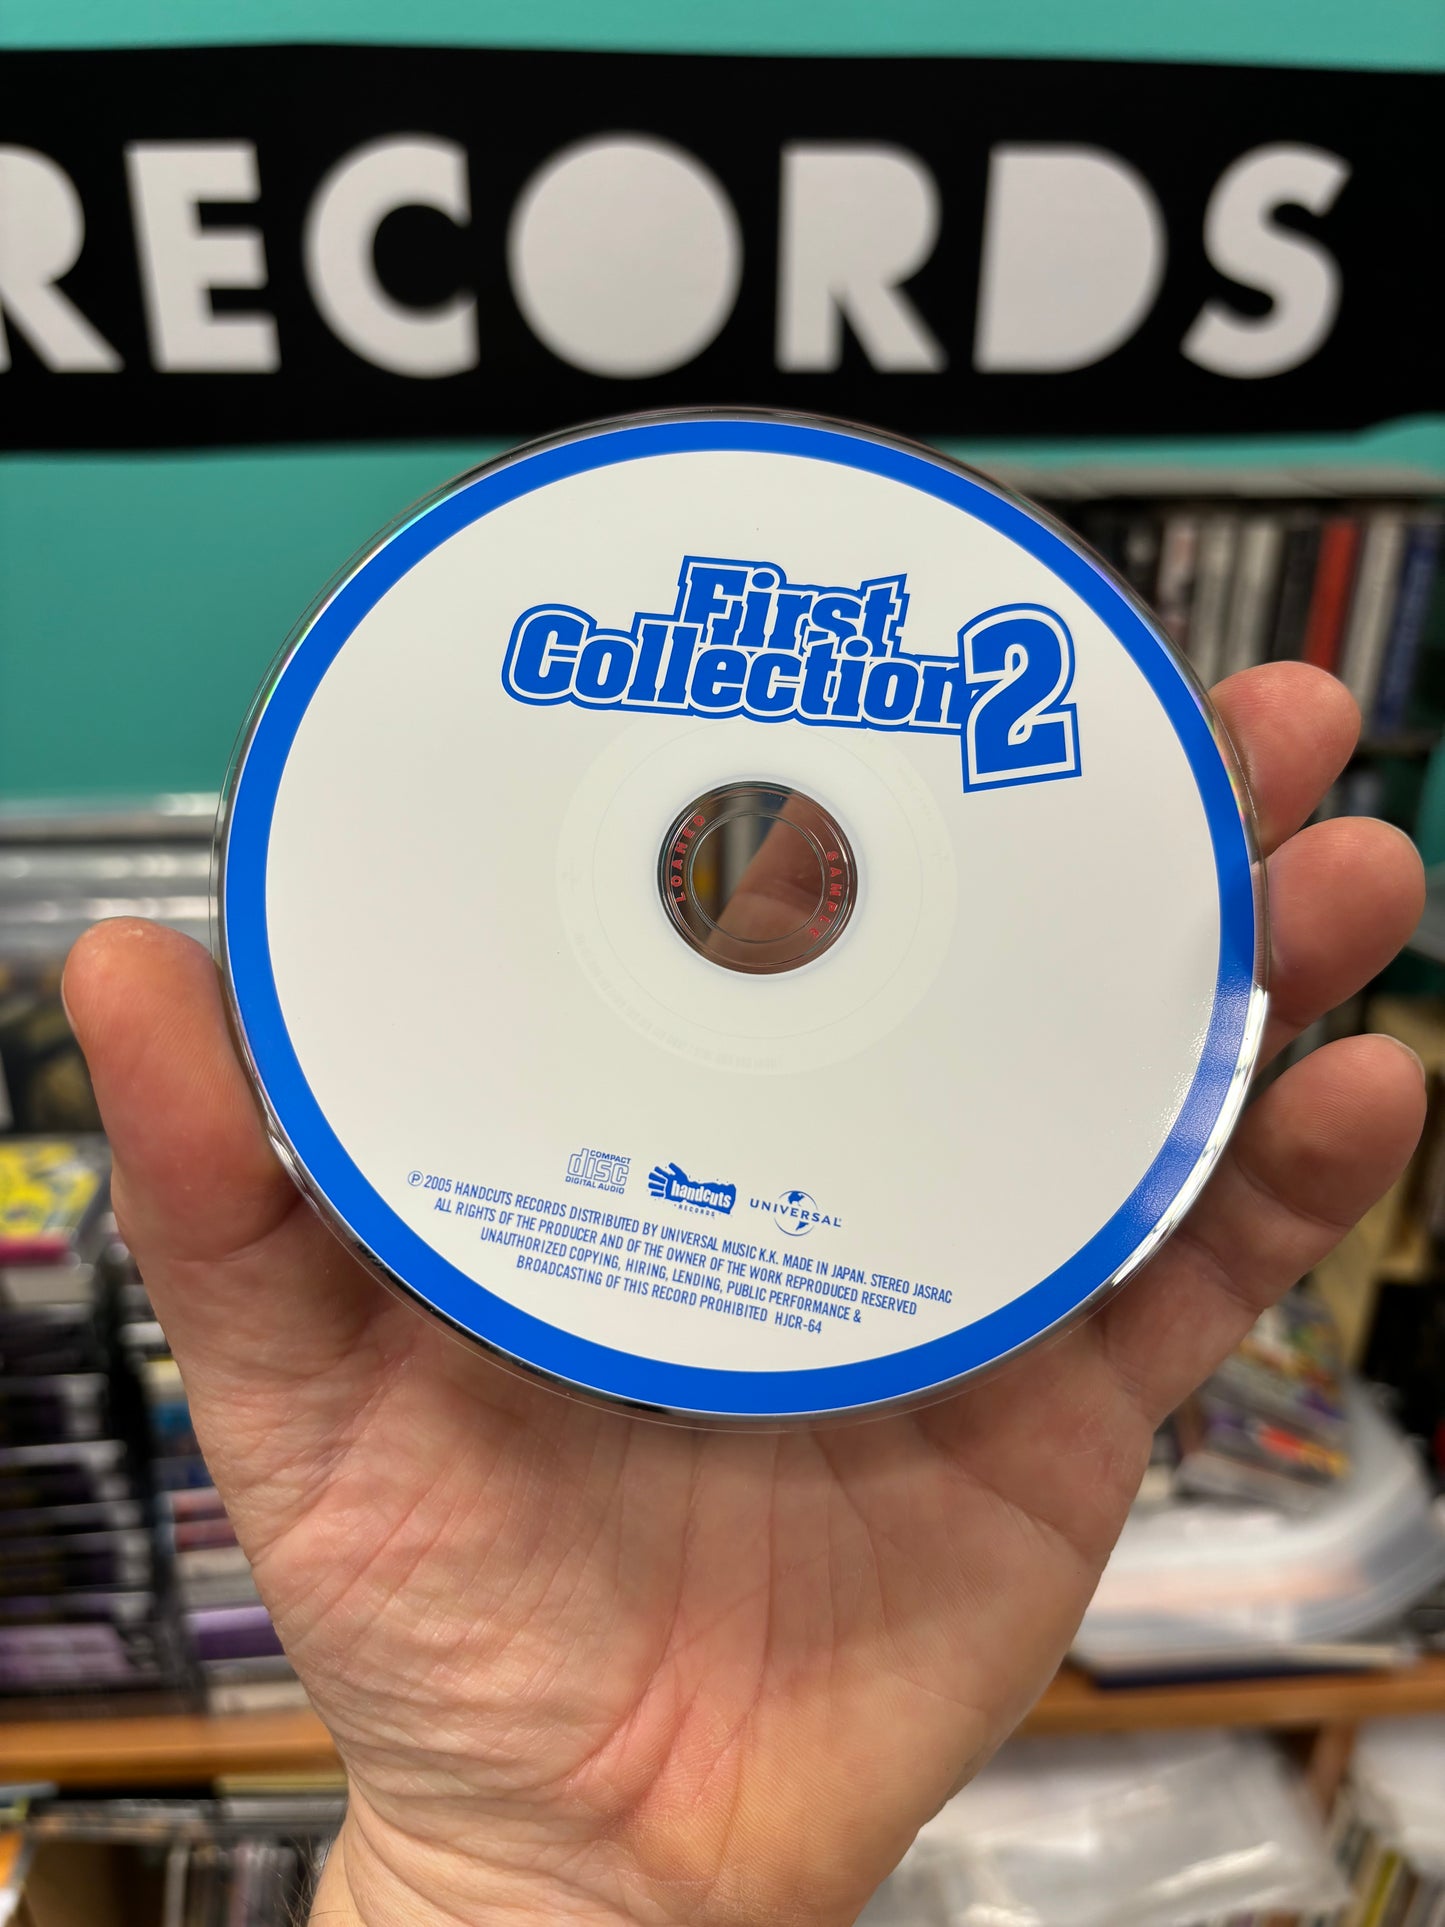 RECORDS
First
Collection 2
LOANED SAMPLE
COMPACT
disc
DIGITAL AUDIO
handcuts
RECORDS
UNIVERSAL
℗ 2005 HANDCUTS RECORDS DISTRIBUTED BY UNIVERSAL MUSIC K.K. MADE IN JAPAN. STEREO JASRAC
ALL RIGHTS OF THE PRODUCER AND OF THE OWNER OF THE WORK REPRODUCED RESERVED
UNAUTHORIZED COPYING, HIRING, LENDING, PUBLIC PERFORMANCE &
BROADCASTING OF THIS RECORD PROHIBITED HJCR-64